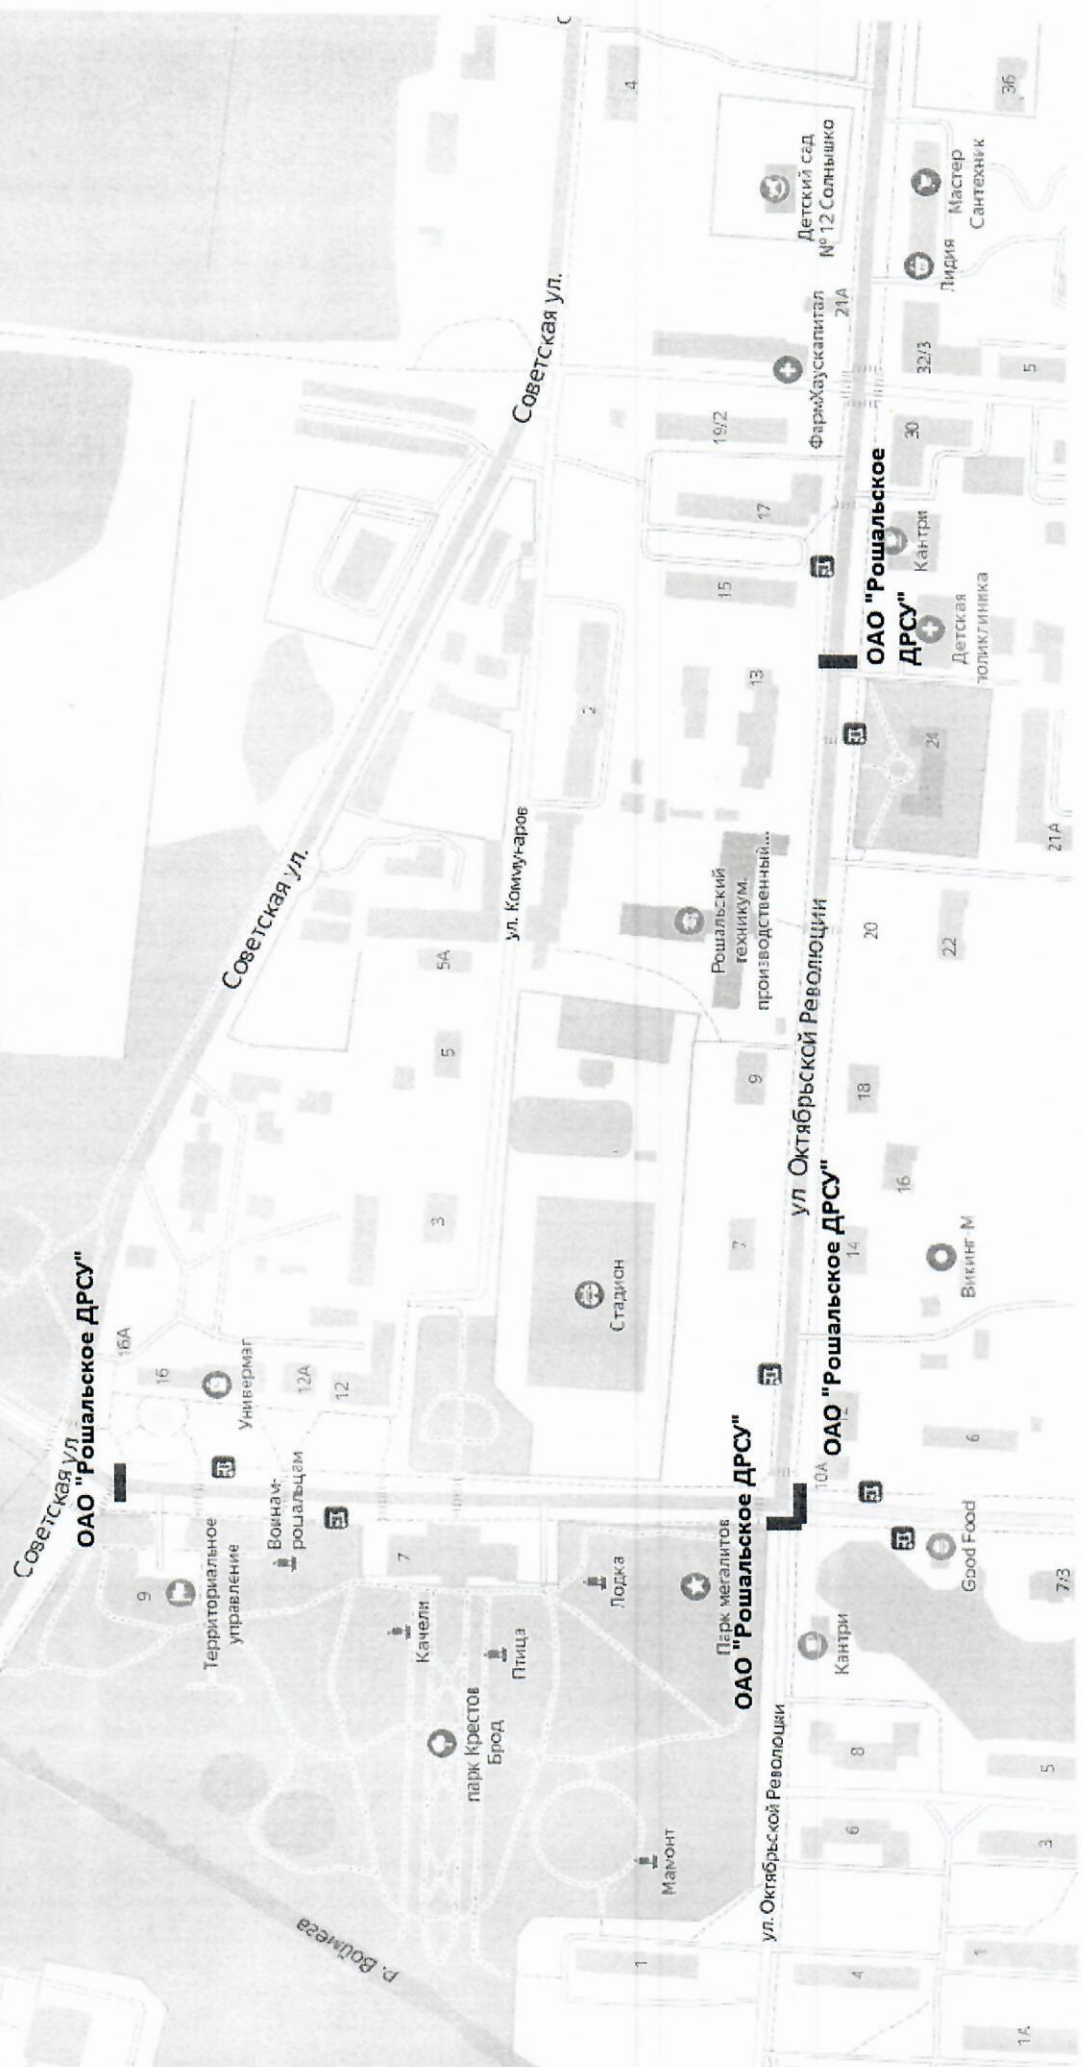 Советская ул.
ОАО "Рошальское ДРСУ"
16А
16
Универмаг
12А
12
9
Территориальное
управление
Воинам-
рошальцам
7
Качели
Птица
парк Крестов
Брод
Лодка
Парк мегалитов
ОАО "Рошальское ДРСУ"
Мамонт
р. Воймега
Советская ул.
Советская ул.
ул. Коммунаров
5А
5
3
2
4
Стадион
Рошальский
техникум.
производственный...
9
7
13
15
17
19/2
ФармХаускапитал
21А
Детский сад
№ 12 Солнышко
ул Октябрьской Революции
ОАО "Рошальское ДРСУ"
ОАО "Рошальское
ДРСУ"
Кантри
Детская
поликлиника
30
32/3
5
Лидия
Мастер
Сантехник
36
24
21А
20
22
18
16
14
12
10А
Викинг-М
6
Good Food
7/3
Кантри
ул. Октябрьской Революции
8
6
5
3
1
4
1
1А